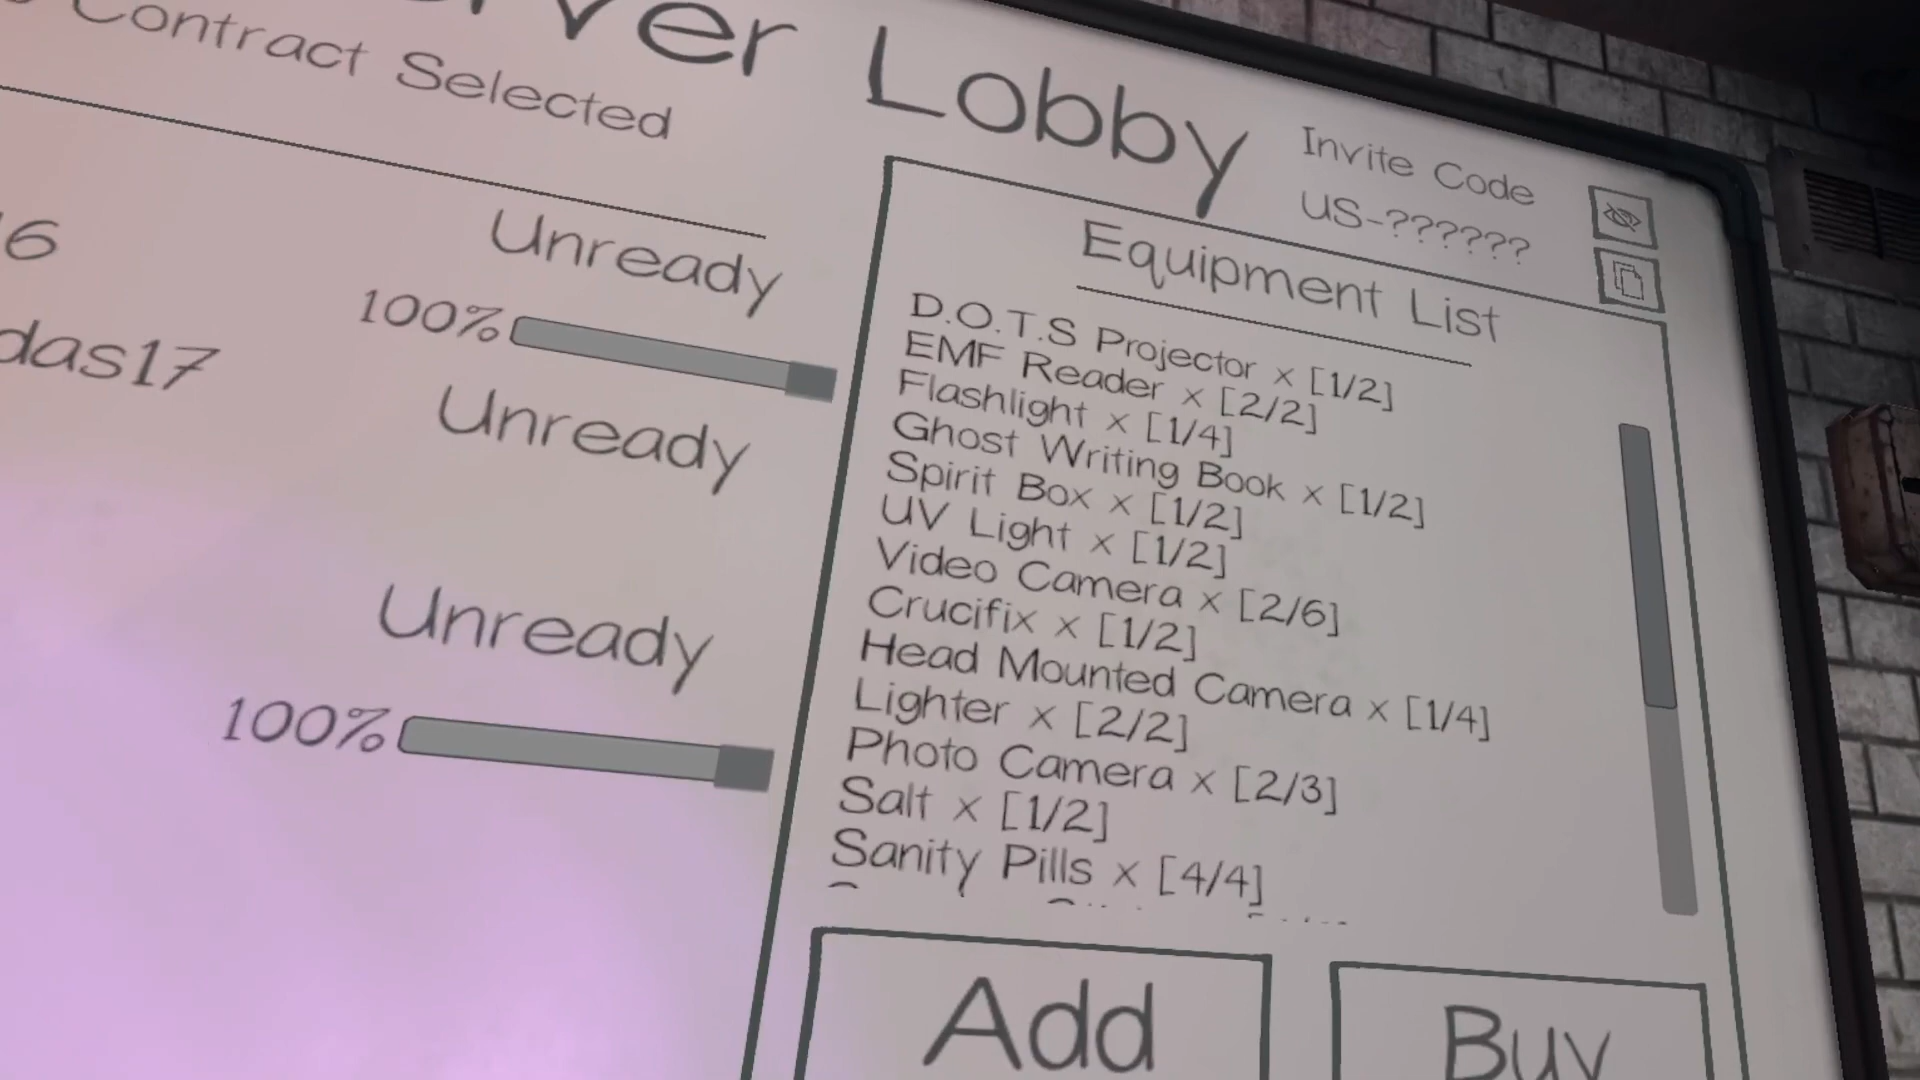 Lobby
Contract Selected
Invite Code
US-??????
6
Unready
100%
das17
Unready
Unready
100%
Equipment List
D.O.T.S Projector x [1/2]
EMF Reader x [2/2]
Flashlight x [1/4]
Ghost Writing Book x [1/2]
Spirit Box x [1/2]
UV Light x [1/2]
Video Camera x [2/6]
Crucifix x [1/2]
Head Mounted Camera x [1/4]
Lighter x [2/2]
Photo Camera x [2/3]
Salt x [1/2]
Sanity Pills x [4/4]
Add
Buy